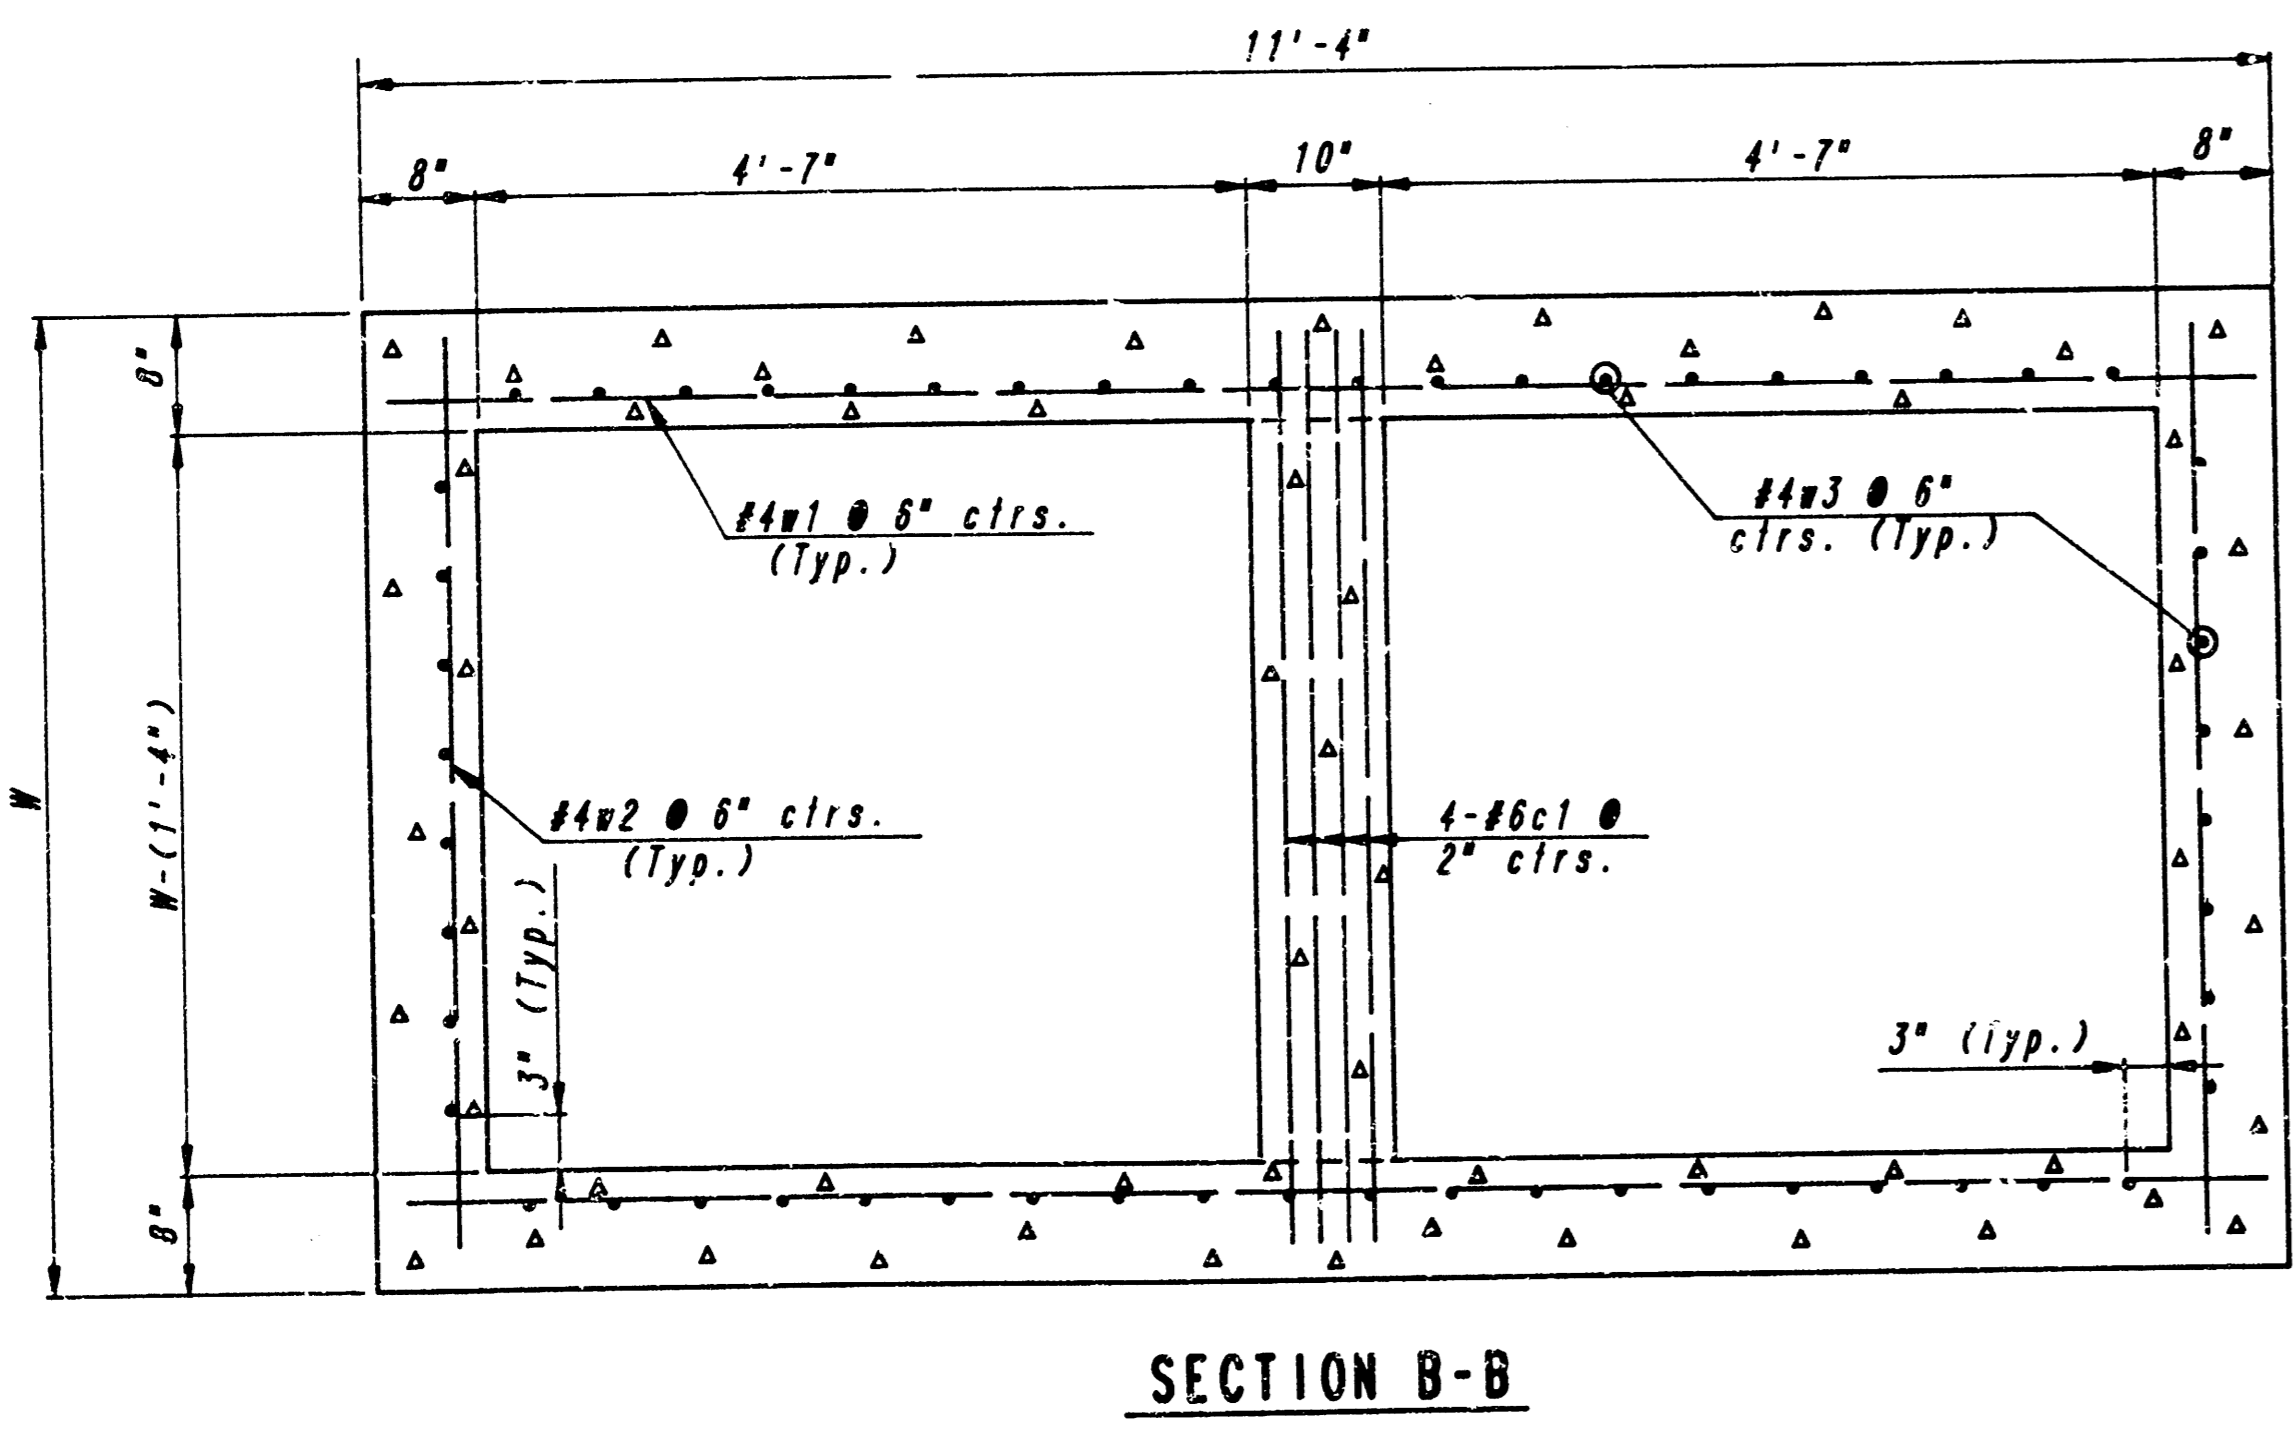 11'-4"
8"
4'-7"
10"
4'-7"
8"
8"
#4w1 @ 6" ctrs.
(Typ.)
#4w3 @ 6"
ctrs. (Typ.)
W
W-(1'-4")
#4w2 @ 6" ctrs.
(Typ.)
4-#6c1 @
2" ctrs.
3" (Typ.)
3" (Typ.)
8"
SECTION B-B